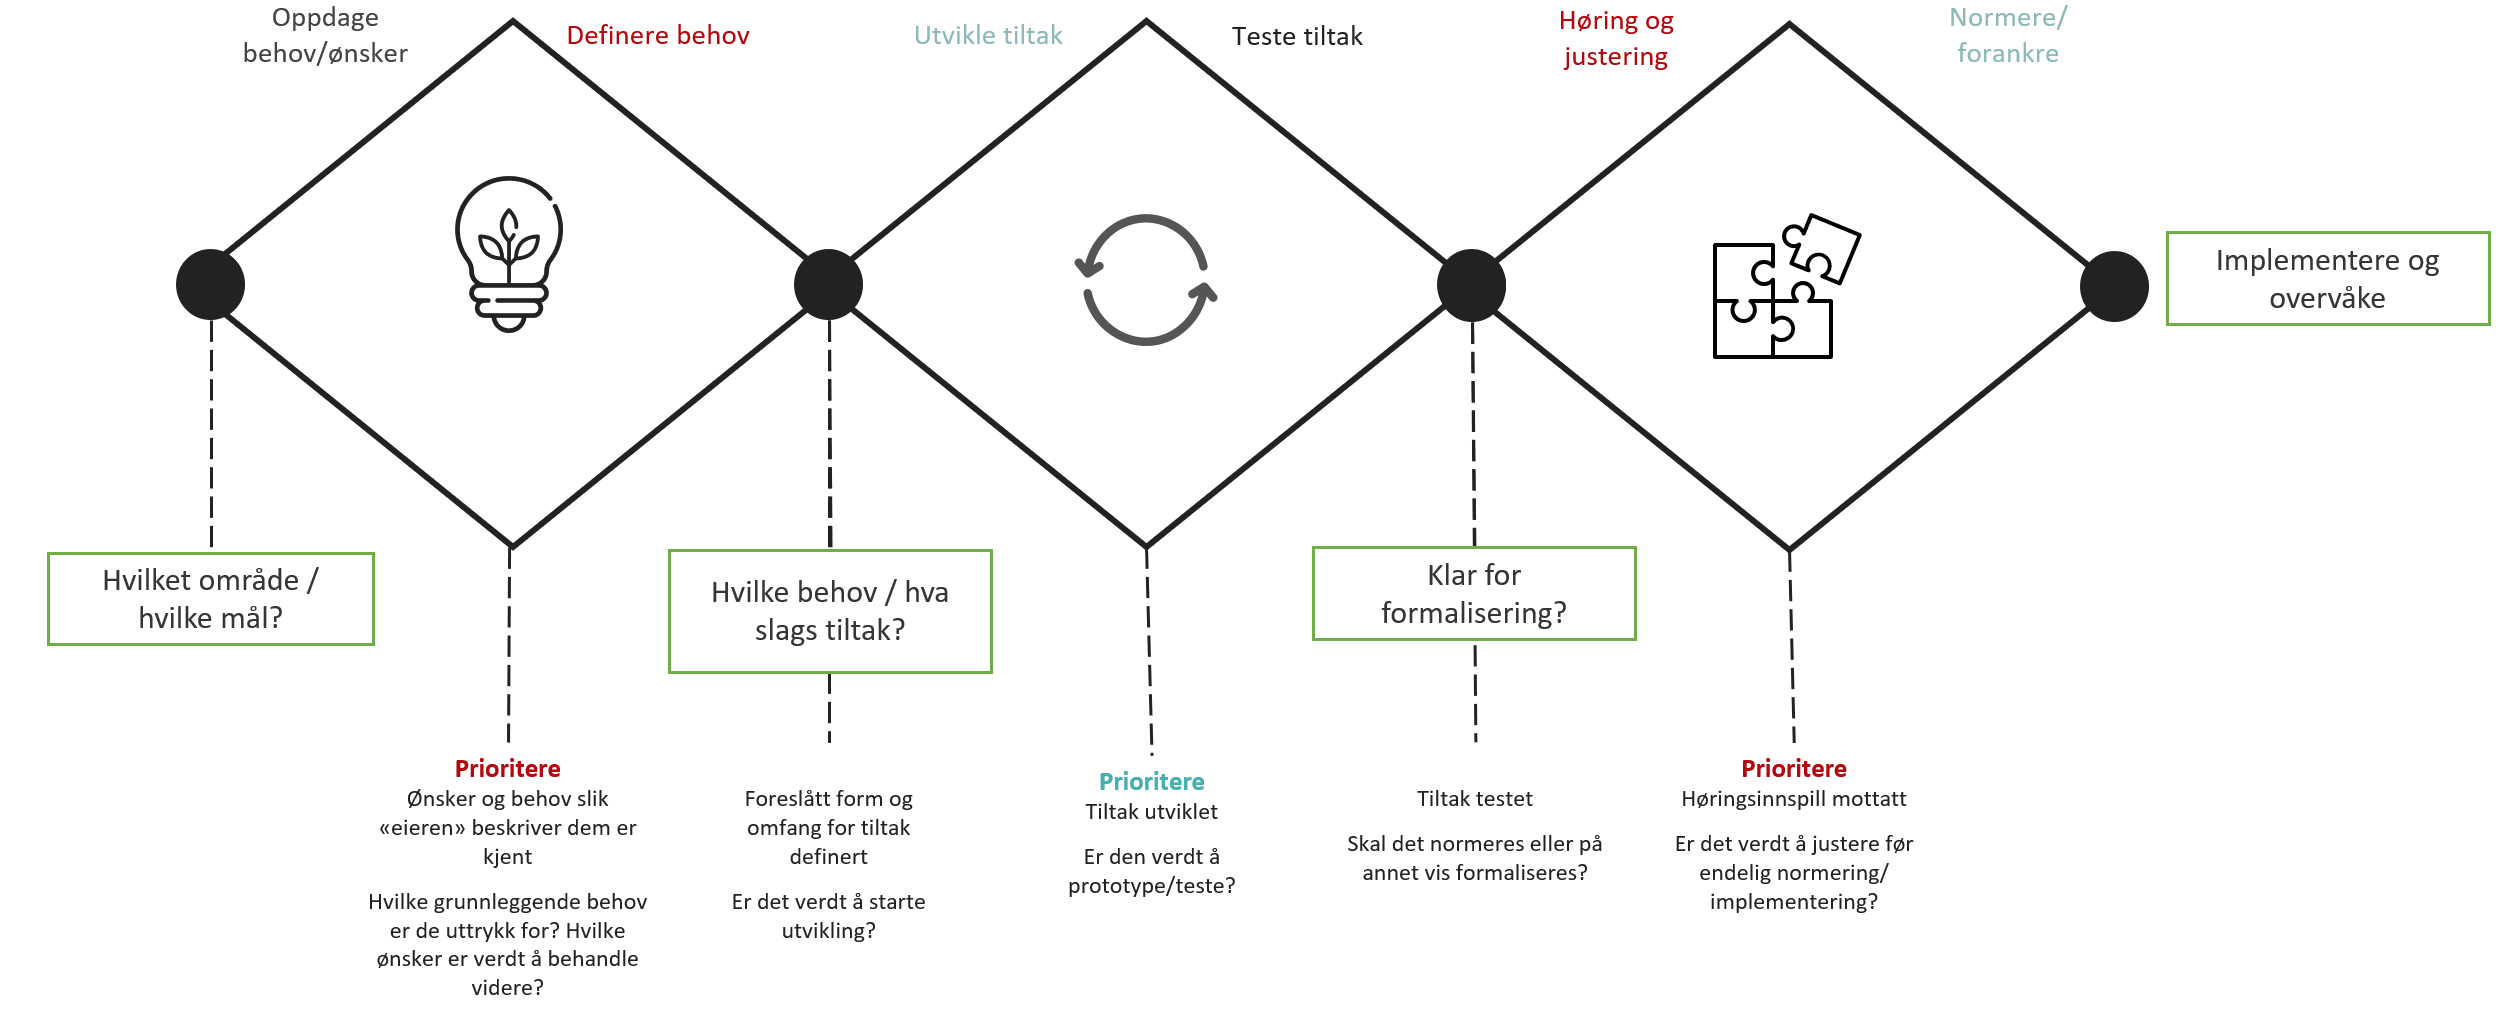 Oppdage
behov/ønsker
Definere behov
Utvikle tiltak
Teste tiltak
Høring og
justering
Normere/
forankre
Implementere og
overvåke
Hvilket område /
hvilke mål?
Hvilke behov / hva
slags tiltak?
Klar for
formalisering?
Prioritere
Ønsker og behov slik
«eieren» beskriver dem er
kjent
Hvilke grunnleggende behov
er de uttrykk for? Hvilke
ønsker er verdt å behandle
videre?
Foreslått form og
omfang for tiltak
definert
Er det verdt å starte
utvikling?
Prioritere
Tiltak utviklet
Er den verdt å
prototype/teste?
Tiltak testet
Skal det normeres eller på
annet vis formaliseres?
Prioritere
Høringsinnspill mottatt
Er det verdt å justere før
endelig normering/
implementering?